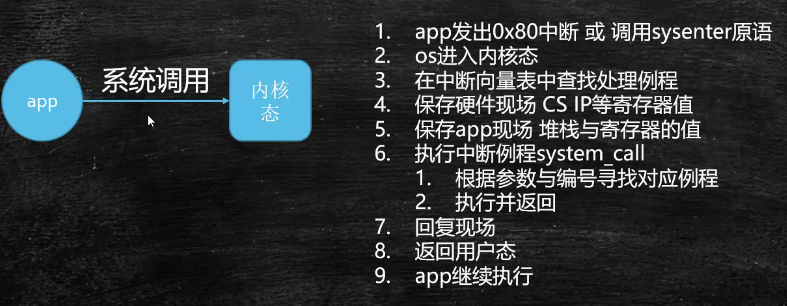 app
系统调用
内核
态
1. app发出0x80中断 或 调用sysenter原语
2. os进入内核态
3. 在中断向量表中查找处理例程
4. 保存硬件现场 CS IP等寄存器值
5. 保存app现场 堆栈与寄存器的值
6. 执行中断例程system_call
1. 根据参数与编号寻找对应例程
2. 执行并返回
7. 回复现场
8. 返回用户态
9. app继续执行